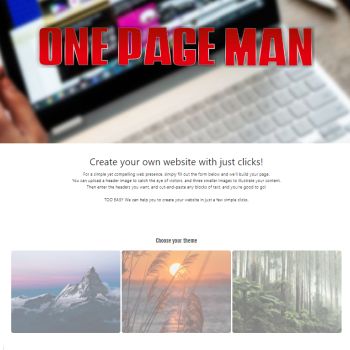 ONE PAGE MAN
Create your own website with just clicks!
For a simple yet compelling web presence, simply fill out the form below and we'll build your page.
You can upload a header image to catch the eye of visitors, and three smaller images to illustrate your content.
Then enter the headers you want, and cut-and-paste any blocks of text, and you're good to go!
TOO EASY! We can help you to create your website in just a few simple clicks.
Choose your theme